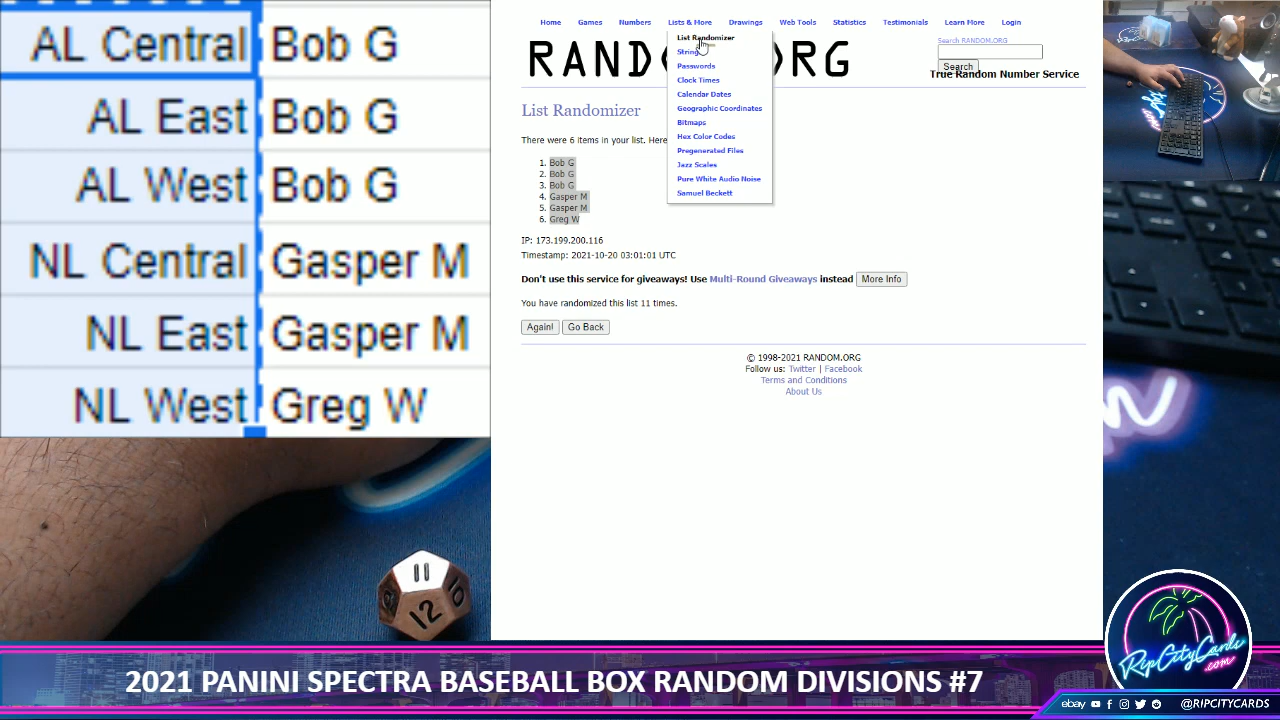 AL Central Bob G
AL East Bob G
AL West Bob G
NL Central Gasper M
NL East Gasper M
NL West Greg W
Home Games Numbers Lists & More Drawings Web Tools Statistics Testimonials Learn More Login
List Randomizer
Strings
Passwords
Clock Times
Calendar Dates
Geographic Coordinates
Bitmaps
Hex Color Codes
Pregenerated Files
Jazz Scales
Pure White Audio Noise
Samuel Beckett
Search RANDOM.ORG
Search
True Random Number Service
List Randomizer
There were 6 items in your list. Here
1. Bob G
2. Bob G
3. Bob G
4. Gasper M
5. Gasper M
6. Greg W
IP: 173.199.200.116
Timestamp: 2021-10-20 03:01:01 UTC
Don't use this service for giveaways! Use Multi-Round Giveaways instead More Info
You have randomized this list 11 times.
Again! Go Back
© 1998-2021 RANDOM.ORG
Follow us: Twitter | Facebook
Terms and Conditions
About Us
11
12
2021 PANINI SPECTRA BASEBALL BOX RANDOM DIVISIONS #7
RipCityCards
.com
ebay @RIPCITYCARDS